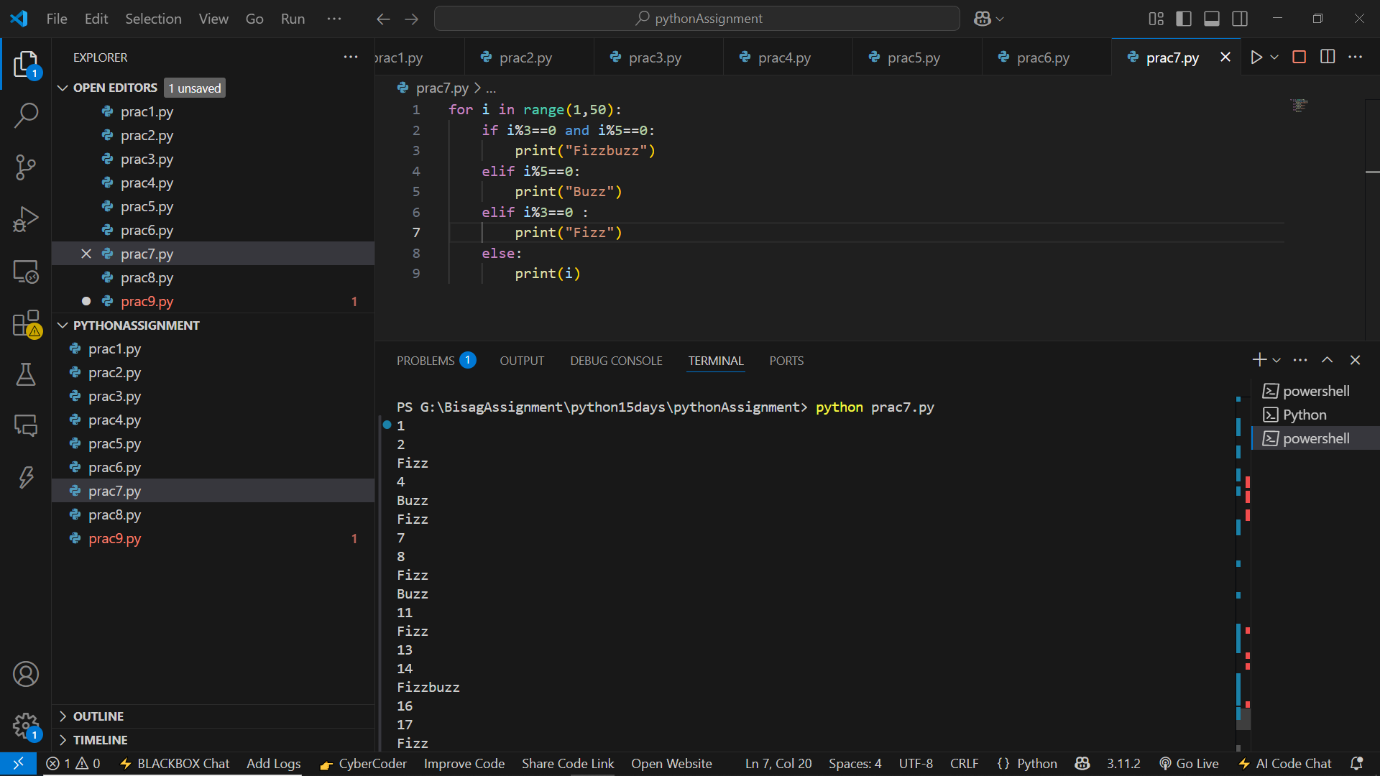 File Edit Selection View Go Run ··· pythonAssignment
EXPLORER ···
OPEN EDITORS 1 unsaved
prac1.py
prac2.py
prac3.py
prac4.py
prac5.py
prac6.py
prac7.py
prac8.py
prac9.py 1
PYTHONASSIGNMENT
prac1.py
prac2.py
prac3.py
prac4.py
prac5.py
prac6.py
prac7.py
prac8.py
prac9.py 1
OUTLINE
TIMELINE
1
1
rac1.py prac2.py prac3.py prac4.py prac5.py prac6.py prac7.py ···
prac7.py > ...
1 for i in range(1,50):
2 if i%3==0 and i%5==0:
3 print("Fizzbuzz")
4 elif i%5==0:
5 print("Buzz")
6 elif i%3==0 :
7 print("Fizz")
8 else:
9 print(i)
PROBLEMS 1 OUTPUT DEBUG CONSOLE TERMINAL PORTS ···
PS G:\BisagAssignment\python15days\pythonAssignment> python prac7.py
1
2
Fizz
4
Buzz
Fizz
7
8
Fizz
Buzz
11
Fizz
13
14
Fizzbuzz
16
17
Fizz
powershell
Python
powershell
1 0 BLACKBOX Chat Add Logs CyberCoder Improve Code Share Code Link Open Website Ln 7, Col 20 Spaces: 4 UTF-8 CRLF {} Python 3.11.2 Go Live AI Code Chat